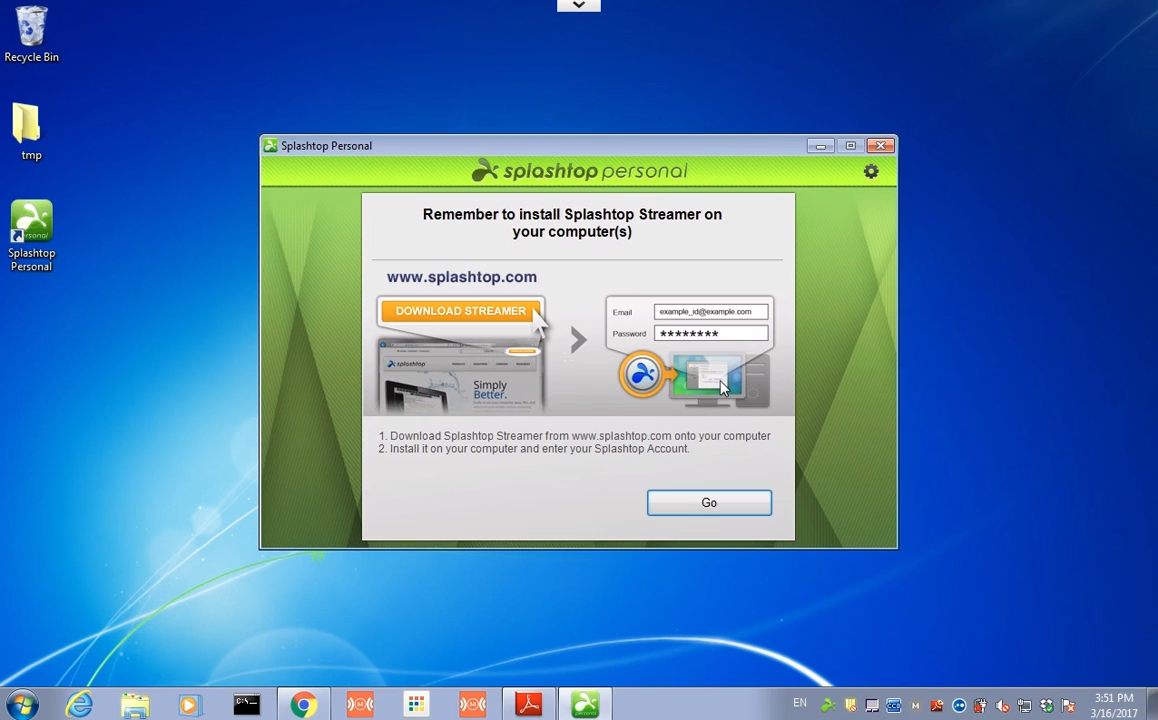 Recycle Bin
tmp
Splashtop
Personal
Splashtop Personal
splashtop personal
Remember to install Splashtop Streamer on
your computer(s)
www.splashtop.com
DOWNLOAD STREAMER
Email
example_id@example.com
Password
********
splashtop
Simply
Better.
1. Download Splashtop Streamer from www.splashtop.com onto your computer
2. Install it on your computer and enter your Splashtop Account.
Go
EN
3:51 PM
3/16/2017